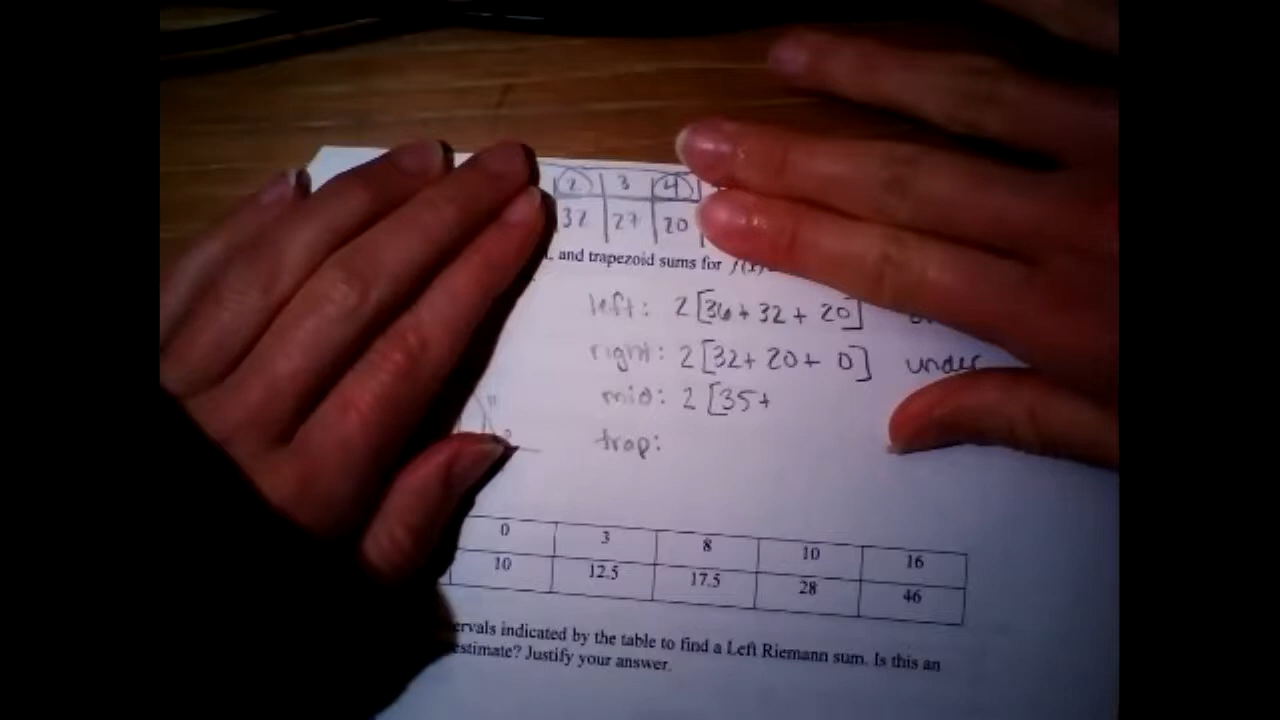 2 3 4
32 27 20
and trapezoid sums for
left: 2[36+32+20]
right: 2[32+20+0] under
mid: 2[35+
trap:
0 3 8 10 16
10 12.5 17.5 28 46
ervals indicated by the table to find a Left Riemann sum. Is this an
estimate? Justify your answer.